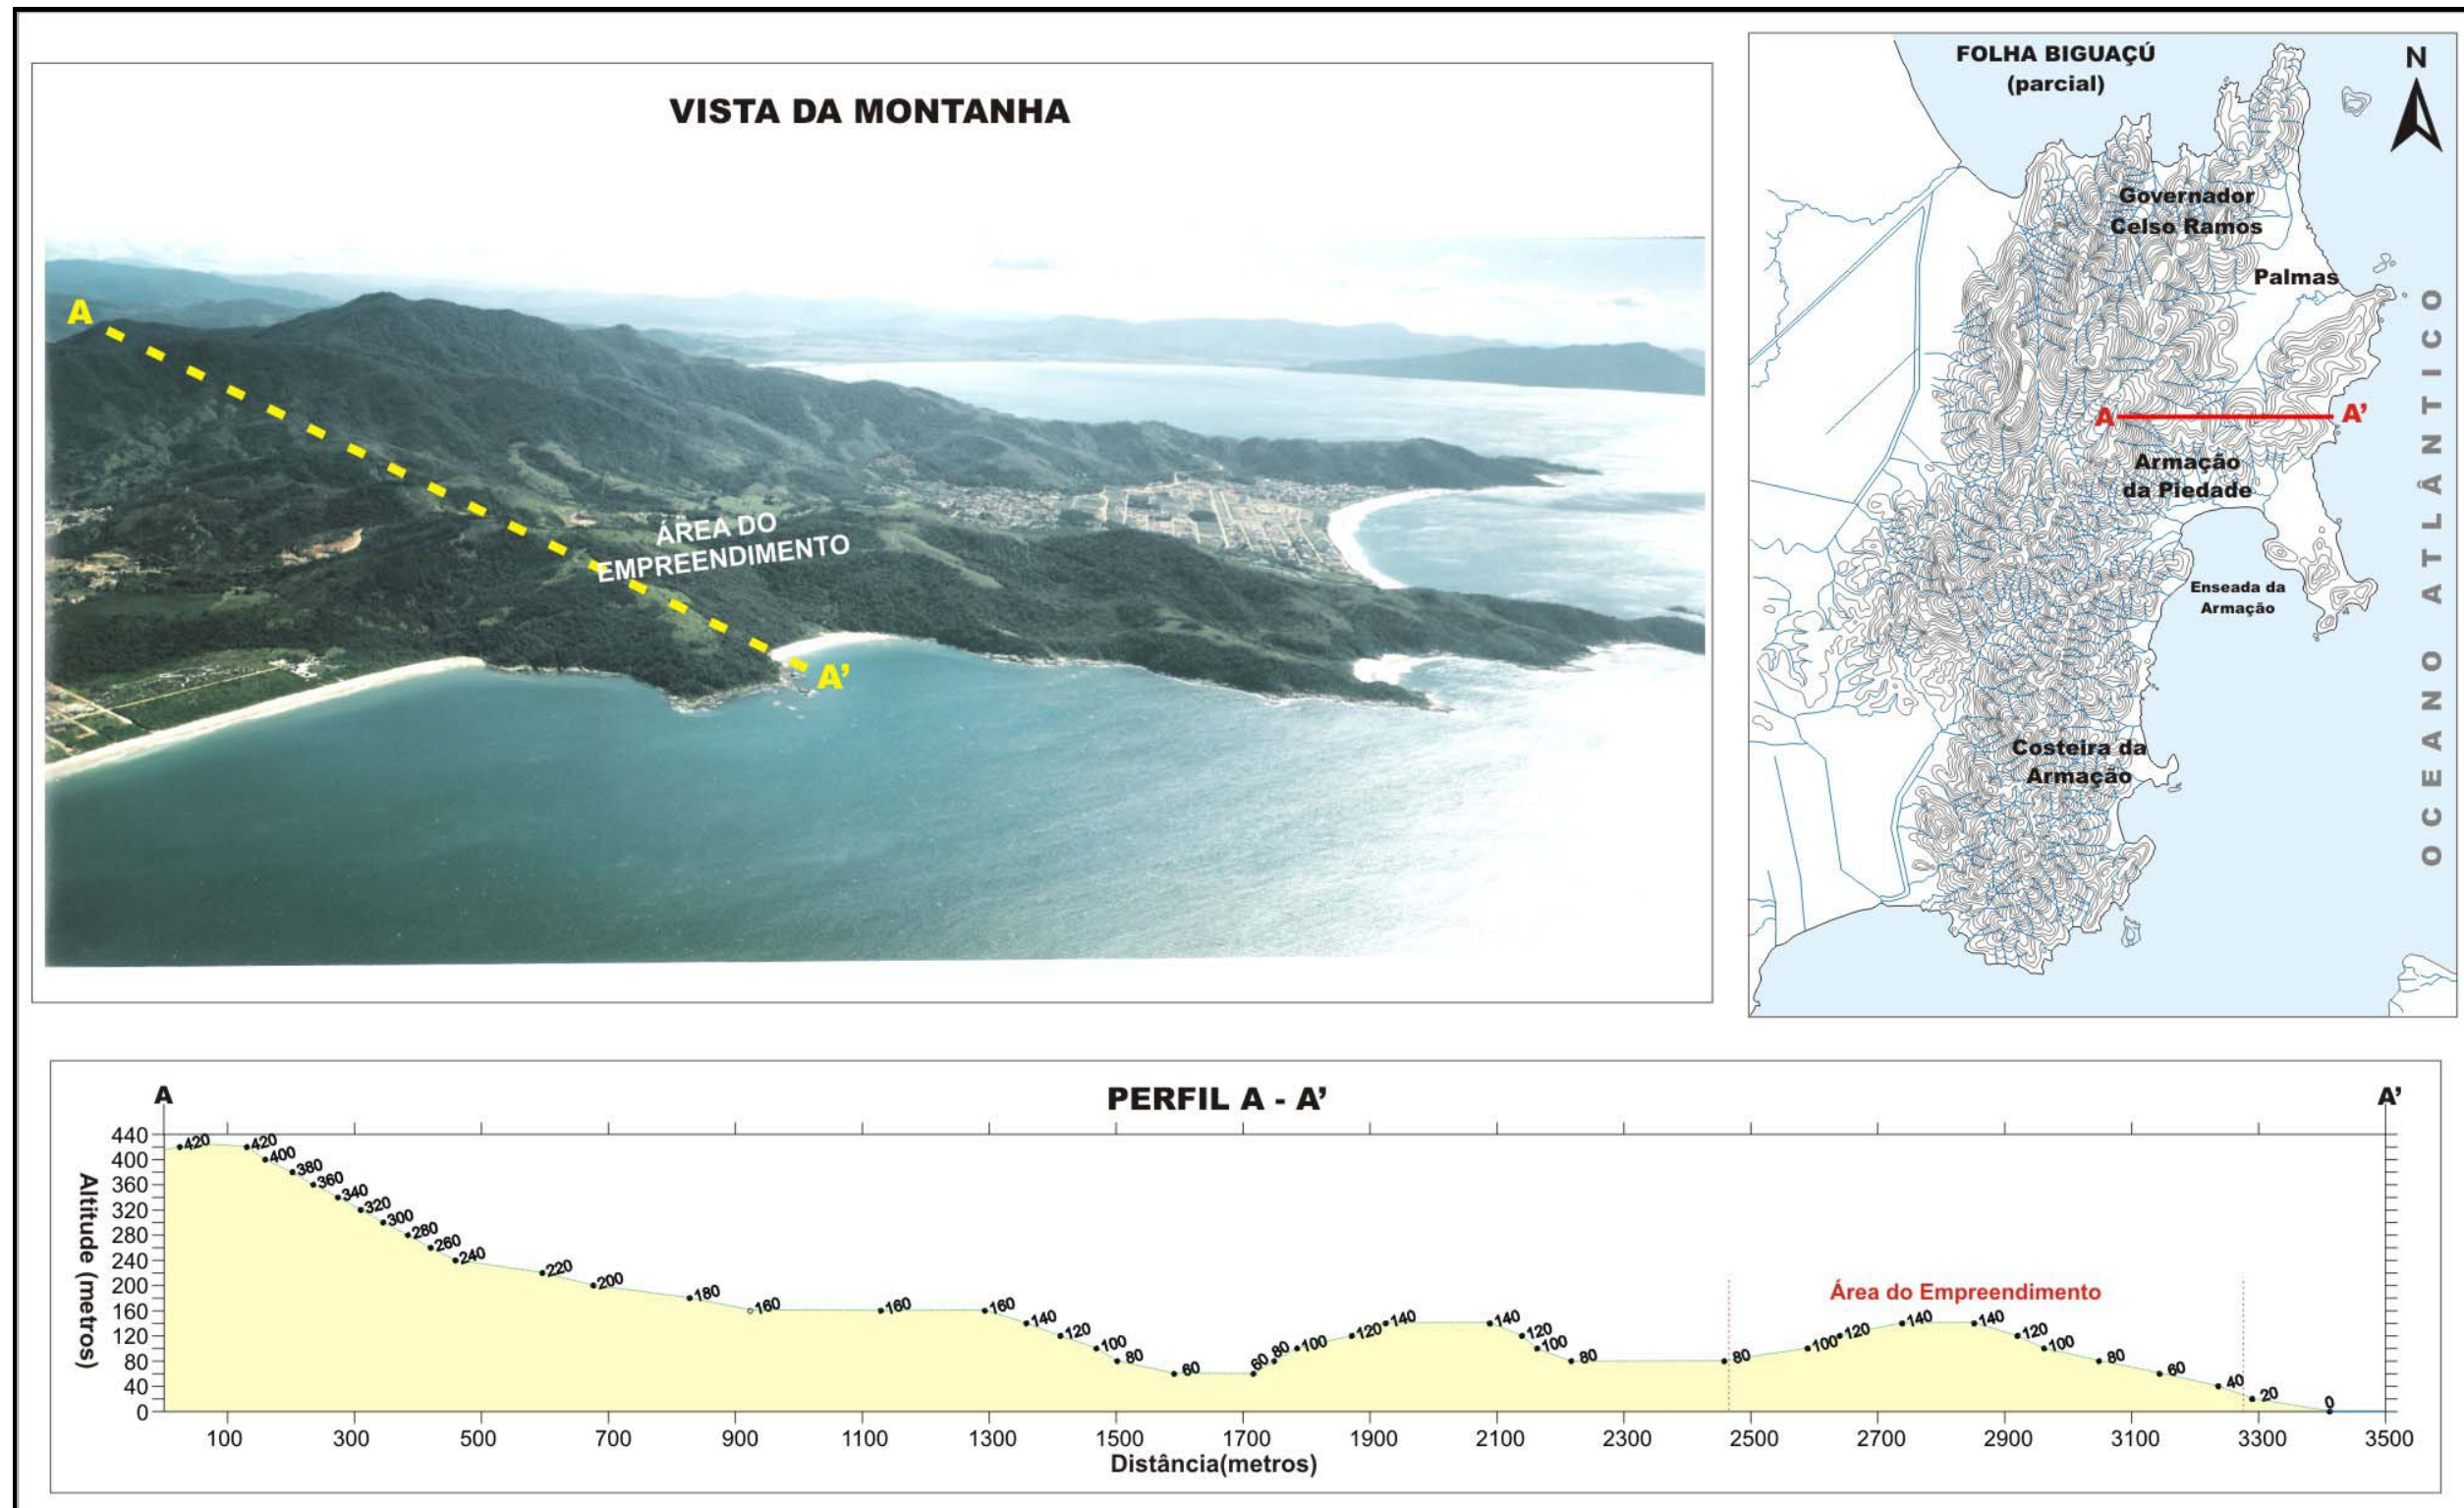 VISTA DA MONTANHA
A
ÁREA DO
EMPREENDIMENTO
A'
FOLHA BIGUAÇÚ
(parcial)
N
Governador
Celso Ramos
Palmas
A
A'
Armação
da Piedade
Enseada da
Armação
Costeira da
Armação
OCEANO ATLÂNTICO
PERFIL A - A'
A
A'
Altitude (metros)
440
400
360
320
280
240
200
160
120
80
40
0
420 420 400 380 360 340 320 300 280 260 240 220 200 180 160 160 160 140 120 100 80 60 60 80 100 120 140 140 120 100 80 80 100 120 140 140 120 100 80 60 40 20 0
Área do Empreendimento
100 300 500 700 900 1100 1300 1500 1700 1900 2100 2300 2500 2700 2900 3100 3300 3500
Distância(metros)